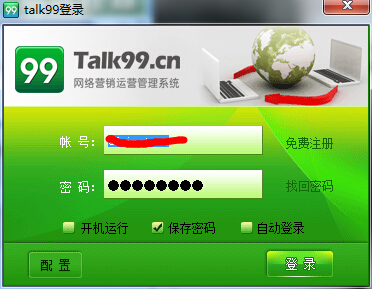 talk99登录
99 Talk99.cn
网络营销运营管理系统
帐 号: 免费注册
密 码: ●●●●●●●● 找回密码
开机运行 保存密码 自动登录
配 置 登 录